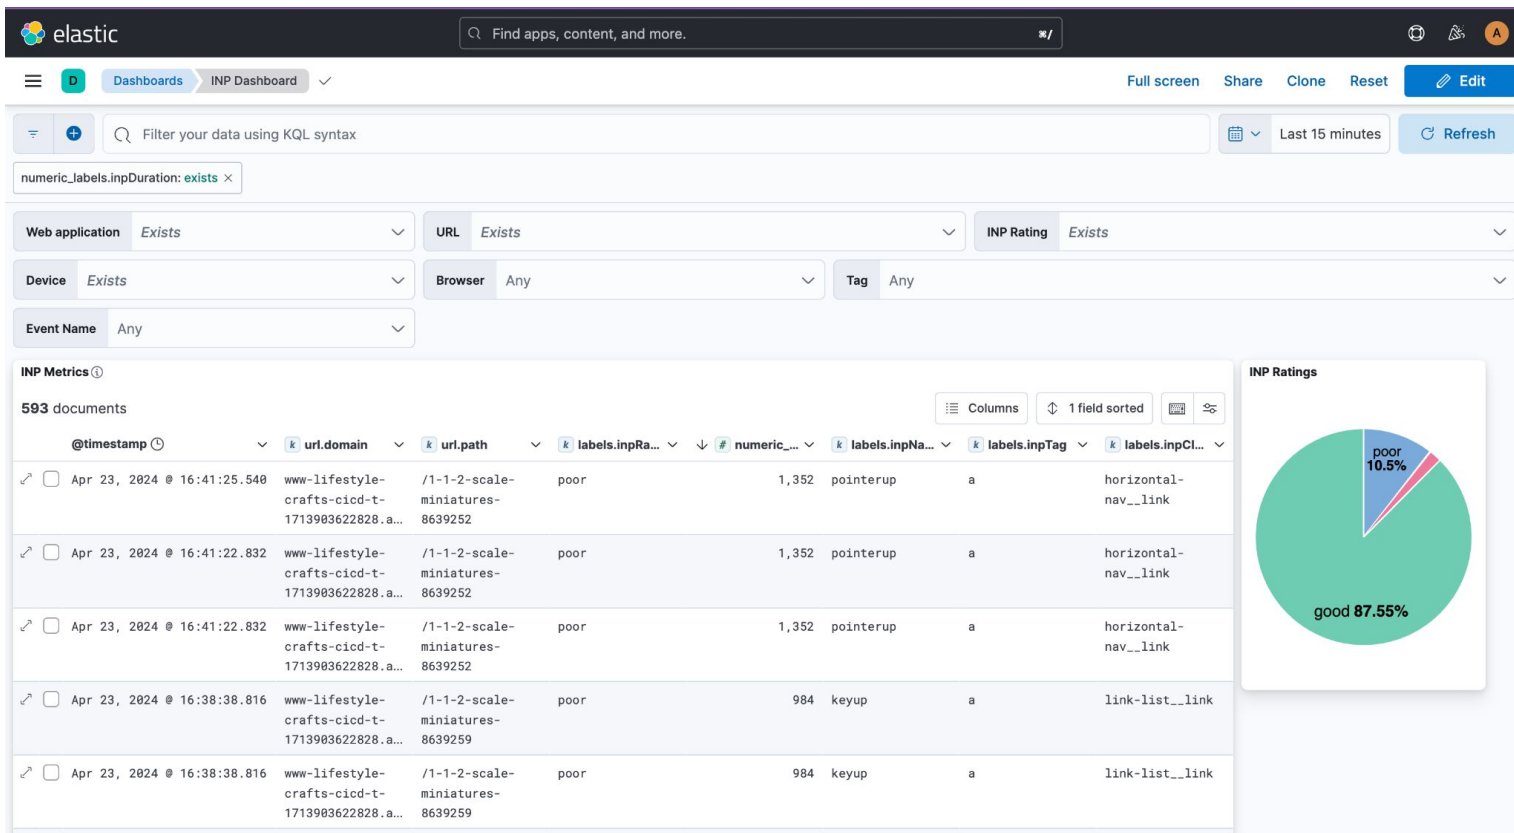 elastic
Find apps, content, and more.
⌘/
A
D
Dashboards
INP Dashboard
Full screen
Share
Clone
Reset
Edit
Filter your data using KQL syntax
Last 15 minutes
Refresh
numeric_labels.inpDuration: exists ×
Web application Exists
URL Exists
INP Rating Exists
Device Exists
Browser Any
Tag Any
Event Name Any
INP Metrics
593 documents
Columns
1 field sorted
@timestamp
k url.domain
k url.path
k labels.inpRa...
# numeric_...
k labels.inpNa...
k labels.inpTag
k labels.inpCl...
Apr 23, 2024 @ 16:41:25.540 www-lifestyle- /1-1-2-scale- poor 1,352 pointerup a horizontal-
crafts-cicd-t- miniatures- nav__link
1713903622828.a... 8639252
Apr 23, 2024 @ 16:41:22.832 www-lifestyle- /1-1-2-scale- poor 1,352 pointerup a horizontal-
crafts-cicd-t- miniatures- nav__link
1713903622828.a... 8639252
Apr 23, 2024 @ 16:41:22.832 www-lifestyle- /1-1-2-scale- poor 1,352 pointerup a horizontal-
crafts-cicd-t- miniatures- nav__link
1713903622828.a... 8639252
Apr 23, 2024 @ 16:38:38.816 www-lifestyle- /1-1-2-scale- poor 984 keyup a link-list__link
crafts-cicd-t- miniatures-
1713903622828.a... 8639259
Apr 23, 2024 @ 16:38:38.816 www-lifestyle- /1-1-2-scale- poor 984 keyup a link-list__link
crafts-cicd-t- miniatures-
1713903622828.a... 8639259
INP Ratings
poor
10.5%
good 87.55%